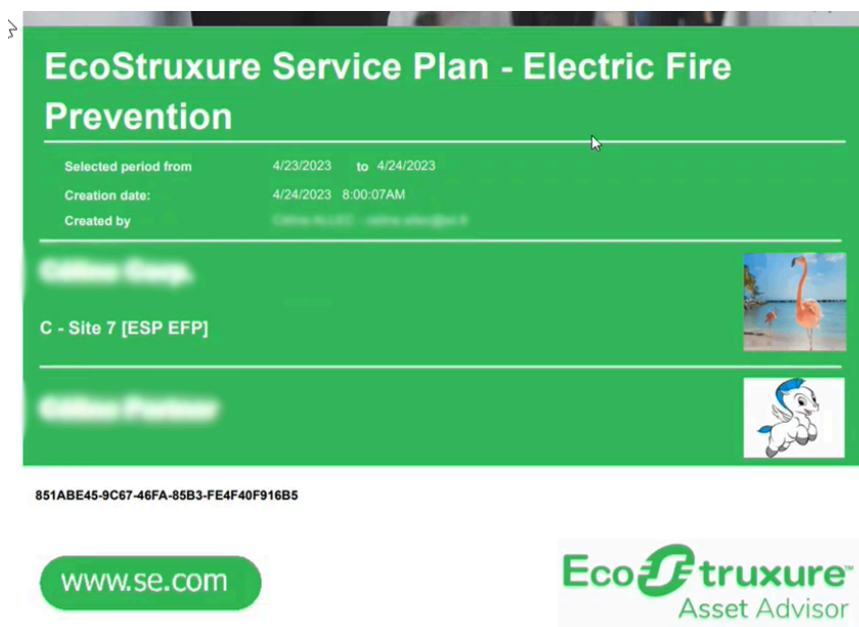 EcoStruxure Service Plan - Electric Fire
Prevention
Selected period from 4/23/2023 to 4/24/2023
Creation date: 4/24/2023 8:00:07AM
Created by
C - Site 7 [ESP EFP]
851ABE45-9C67-46FA-85B3-FE4F40F916B5
www.se.com
EcoStruxure™
Asset Advisor